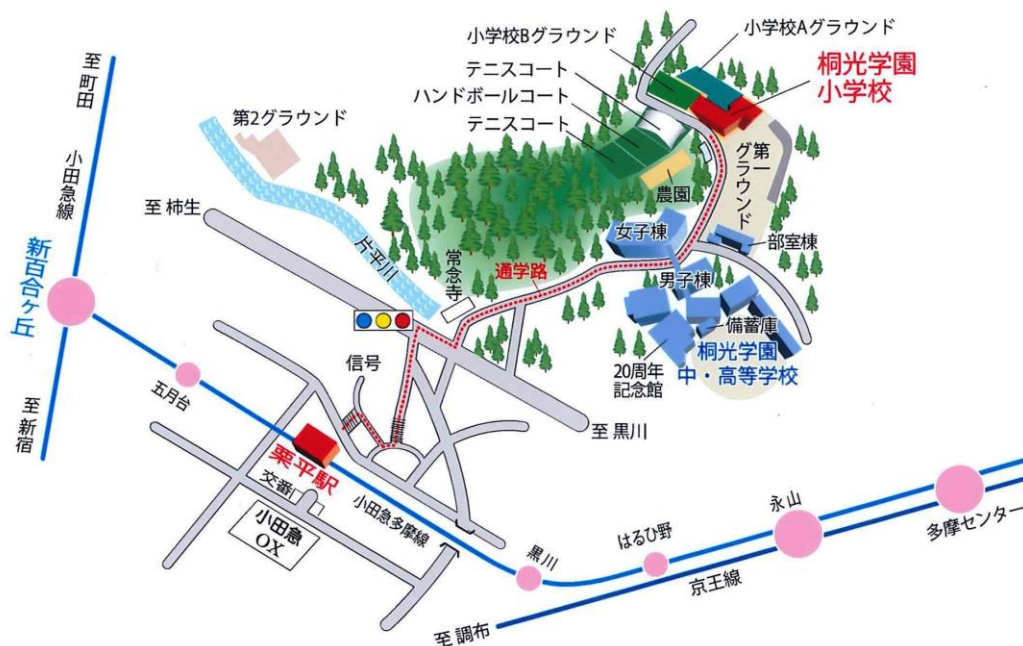 小学校Bグラウンド
小学校Aグラウンド
テニスコート
桐光学園
小学校
ハンドボールコート
テニスコート
至 町田
第2グラウンド
小田急線
第一
グラウンド
農園
至 柿生
女子棟
部室棟
新百合ヶ丘
片平川
常念寺
通学路
男子棟
備蓄庫
信号
桐光学園
中・高等学校
20周年
記念館
五月台
至 新宿
至 黒川
栗平駅
交番
小田急多摩線
小田急
OX
永山
多摩センター
はるひ野
黒川
京王線
至 調布